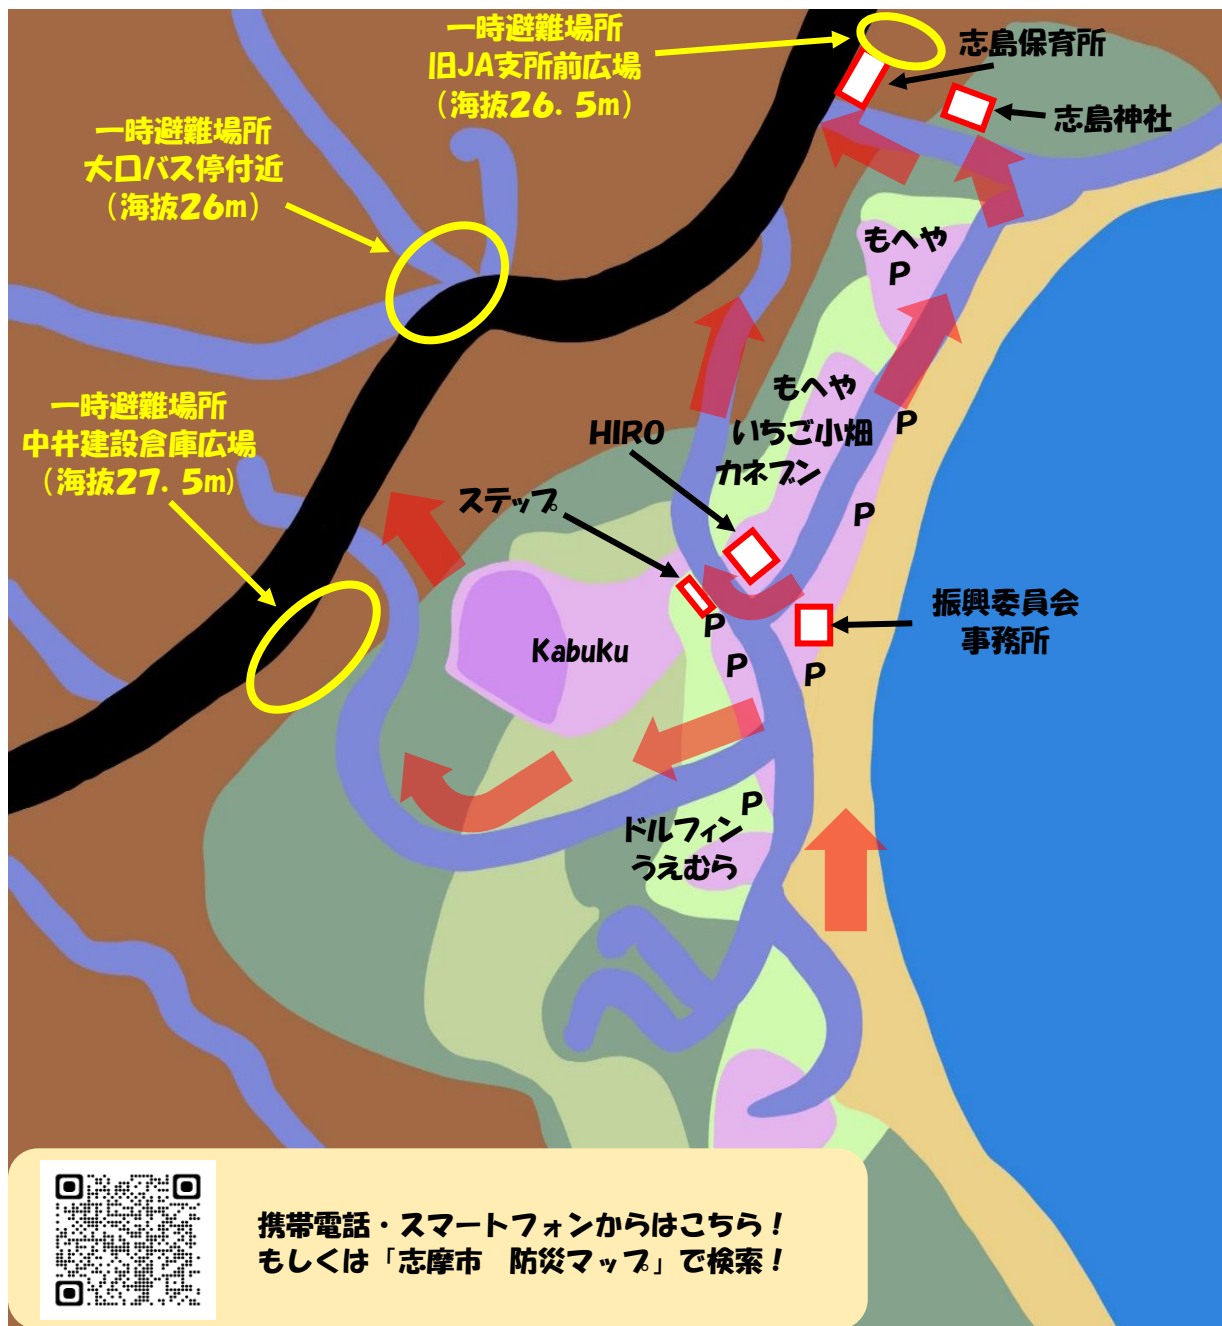 一時避難場所
旧JA支所前広場
（海抜26.5m）
志島保育所
志島神社
一時避難場所
大口バス停付近
（海抜26m）
もへや
P
一時避難場所
中井建設倉庫広場
（海抜27.5m）
もへや
いちご小畑
カネブン
P
HIRO
ステップ
P
Kabuku
振興委員会
事務所
P
P
P
P
ドルフィン
うえむら
携帯電話・スマートフォンからはこちら！
もしくは「志摩市　防災マップ」で検索！